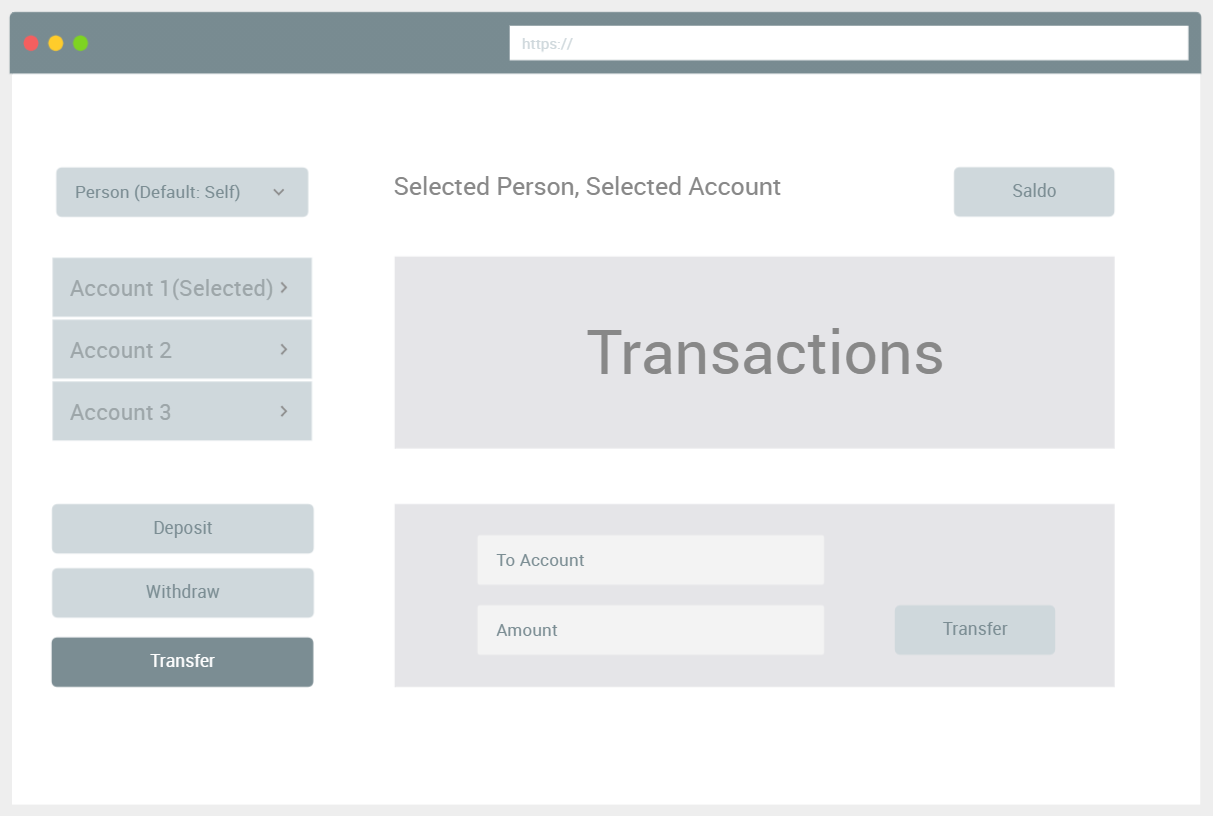 https://
Person (Default: Self)
Selected Person, Selected Account
Saldo
Account 1(Selected)
Account 2
Account 3
Transactions
Deposit
Withdraw
Transfer
To Account
Amount
Transfer